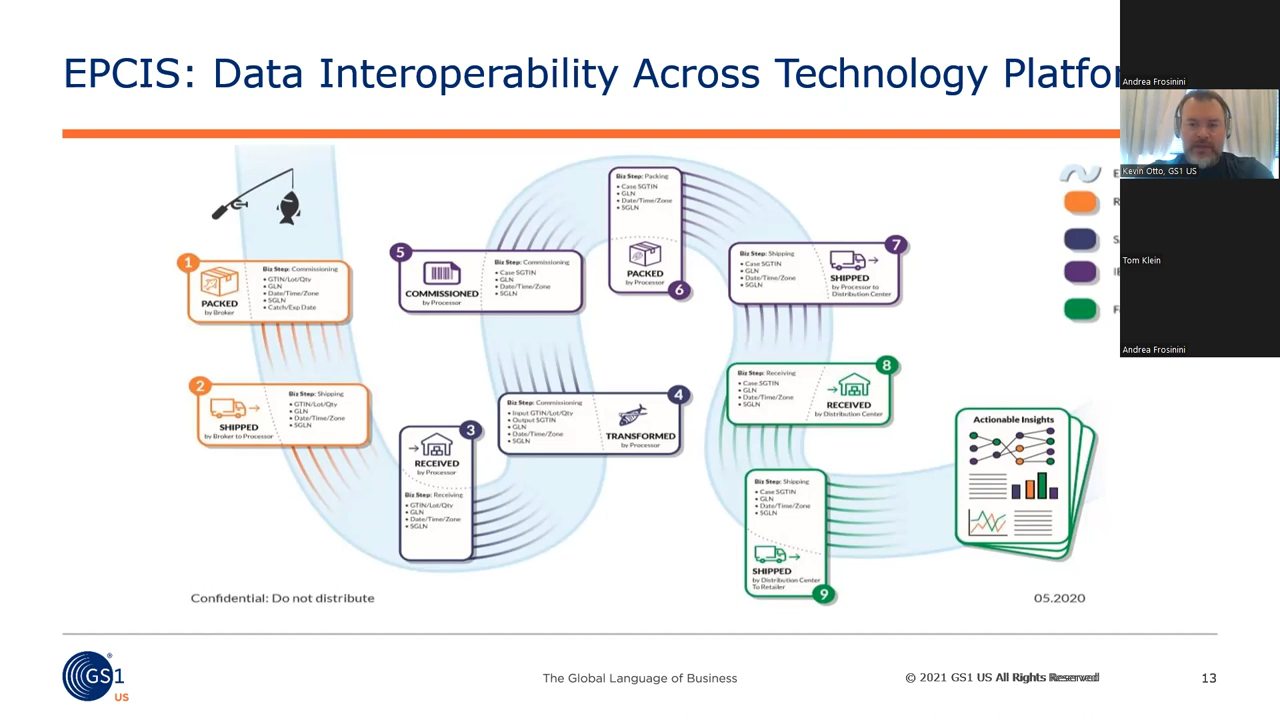 EPCIS: Data Interoperability Across Technology Platfor
Andrea Frosinini
Kevin Otto, GS1 US
Tom Klein
Andrea Frosinini
1
PACKED
by Broker
Biz Step: Commissioning
• GTIN/Lot/Qty
• GLN
• Date/Time/Zone
• SGLN
• Catch/Exp Date
2
SHIPPED
by Broker to Processor
Biz Step: Shipping
• GTIN/Lot/Qty
• GLN
• Date/Time/Zone
• SGLN
3
RECEIVED
by Processor
Biz Step: Receiving
• GTIN/Lot/Qty
• GLN
• Date/Time/Zone
• SGLN
4
Biz Step: Commissioning
• Input GTIN/Lot/Qty
• Output SGTIN
• GLN
• Date/Time/Zone
• SGLN
TRANSFORMED
by Processor
5
COMMISSIONED
by Processor
Biz Step: Commissioning
• Case SGTIN
• GLN
• Date/Time/Zone
• SGLN
Biz Step: Packing
• Case SGTIN
• GLN
• Date/Time/Zone
• SGLN
PACKED
by Processor
6
7
Biz Step: Shipping
• Case SGTIN
• GLN
• Date/Time/Zone
• SGLN
SHIPPED
by Processor to
Distribution Center
8
Biz Step: Receiving
• Case SGTIN
• GLN
• Date/Time/Zone
• SGLN
RECEIVED
by Distribution Center
Biz Step: Shipping
• Case SGTIN
• GLN
• Date/Time/Zone
• SGLN
SHIPPED
by Distribution Center
To Retailer
9
Actionable Insights
Confidential: Do not distribute
05.2020
GS1
US
The Global Language of Business
© 2021 GS1 US All Rights Reserved
13